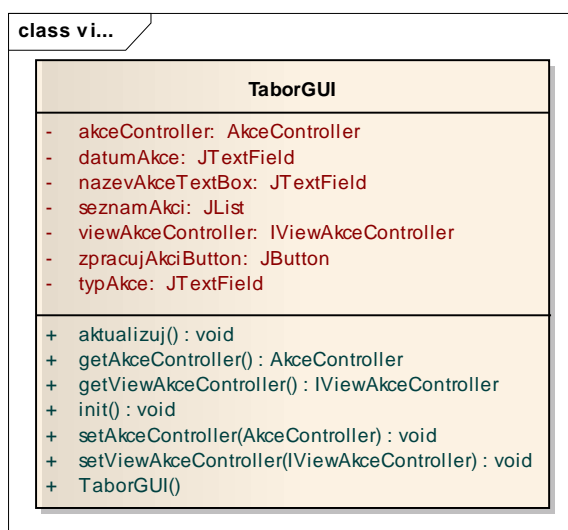 class vi...
TaborGUI
- akceController: AkceController
- datumAkce: JTextField
- nazevAkceTextBox: JTextField
- seznamAkci: JList
- viewAkceController: IViewAkceController
- zpracujAkciButton: JButton
- typAkce: JTextField
+ aktualizuj() : void
+ getAkceController() : AkceController
+ getViewAkceController() : IViewAkceController
+ init() : void
+ setAkceController(AkceController) : void
+ setViewAkceController(IViewAkceController) : void
+ TaborGUI()